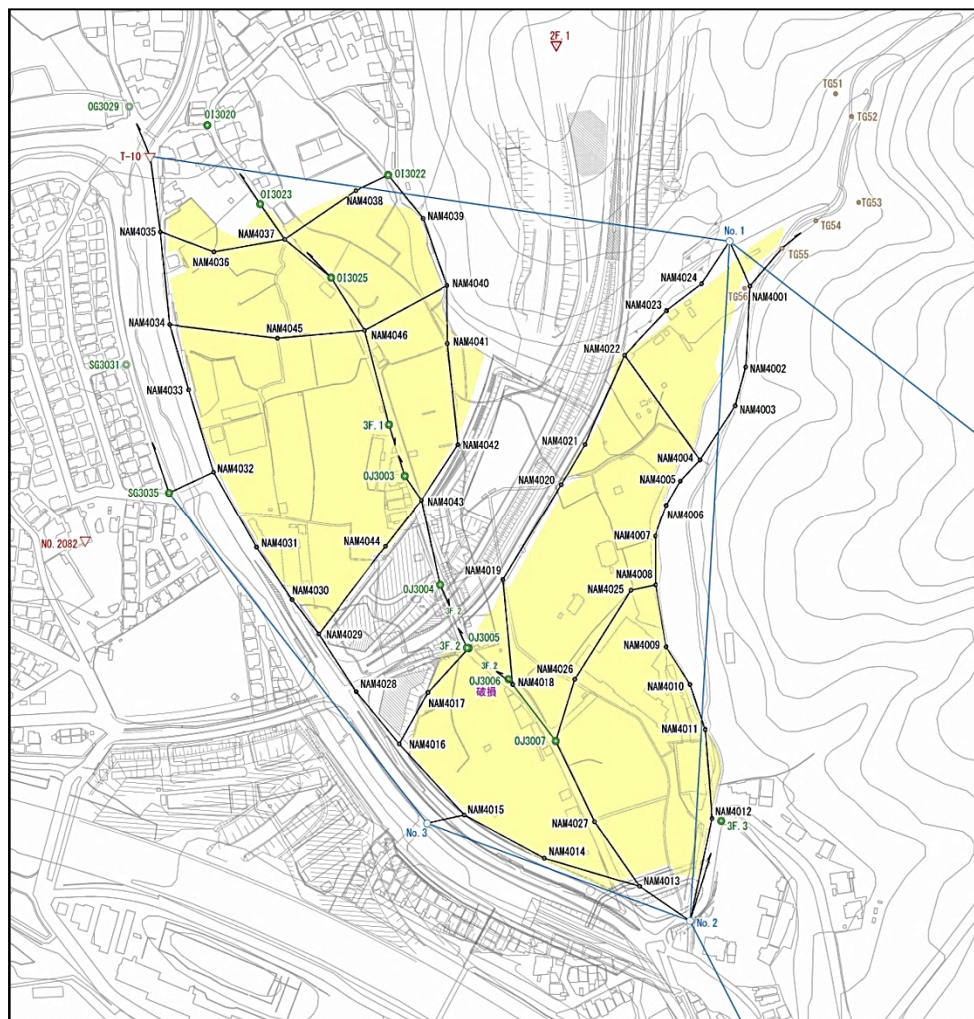 2F.1
TG51
OG3029
TG52
OI3020
T-10
OI3022
OI3023
NAM4038
TG53
NAM4039
TG54
NAM4035
NAM4037
No.1
TG55
NAM4036
OI3025
NAM4024
NAM4040
TG56
NAM4001
NAM4023
NAM4034
NAM4045
NAM4046
NAM4041
NAM4022
SG3031
NAM4002
NAM4033
NAM4003
3F.1
NAM4042
NAM4021
NAM4004
NAM4032
OJ3003
NAM4020
NAM4005
SG3035
NAM4043
NAM4006
NO.2082
NAM4031
NAM4044
NAM4007
NAM4019
NAM4008
OJ3004
NAM4025
NAM4030
3F.2
NAM4029
OJ3005
3F.2
NAM4009
3F.2
NAM4026
OJ3006
NAM4018
破損
NAM4010
NAM4028
NAM4017
NAM4011
NAM4016
OJ3007
NAM4015
NAM4012
NAM4027
3F.3
No.3
NAM4014
NAM4013
No.2